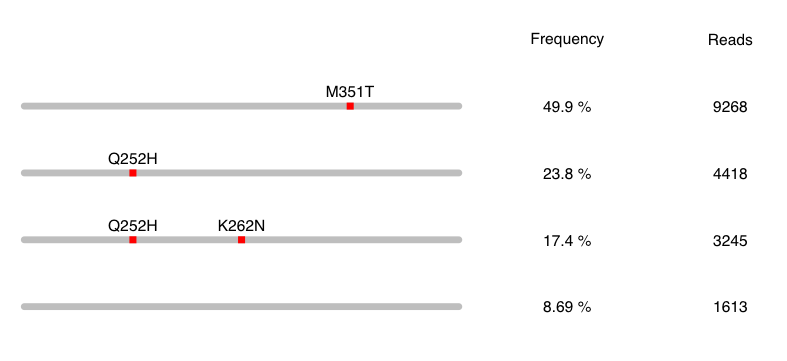 Frequency Reads
M351T
49.9 % 9268
Q252H
23.8 % 4418
Q252H K262N
17.4 % 3245
8.69 % 1613